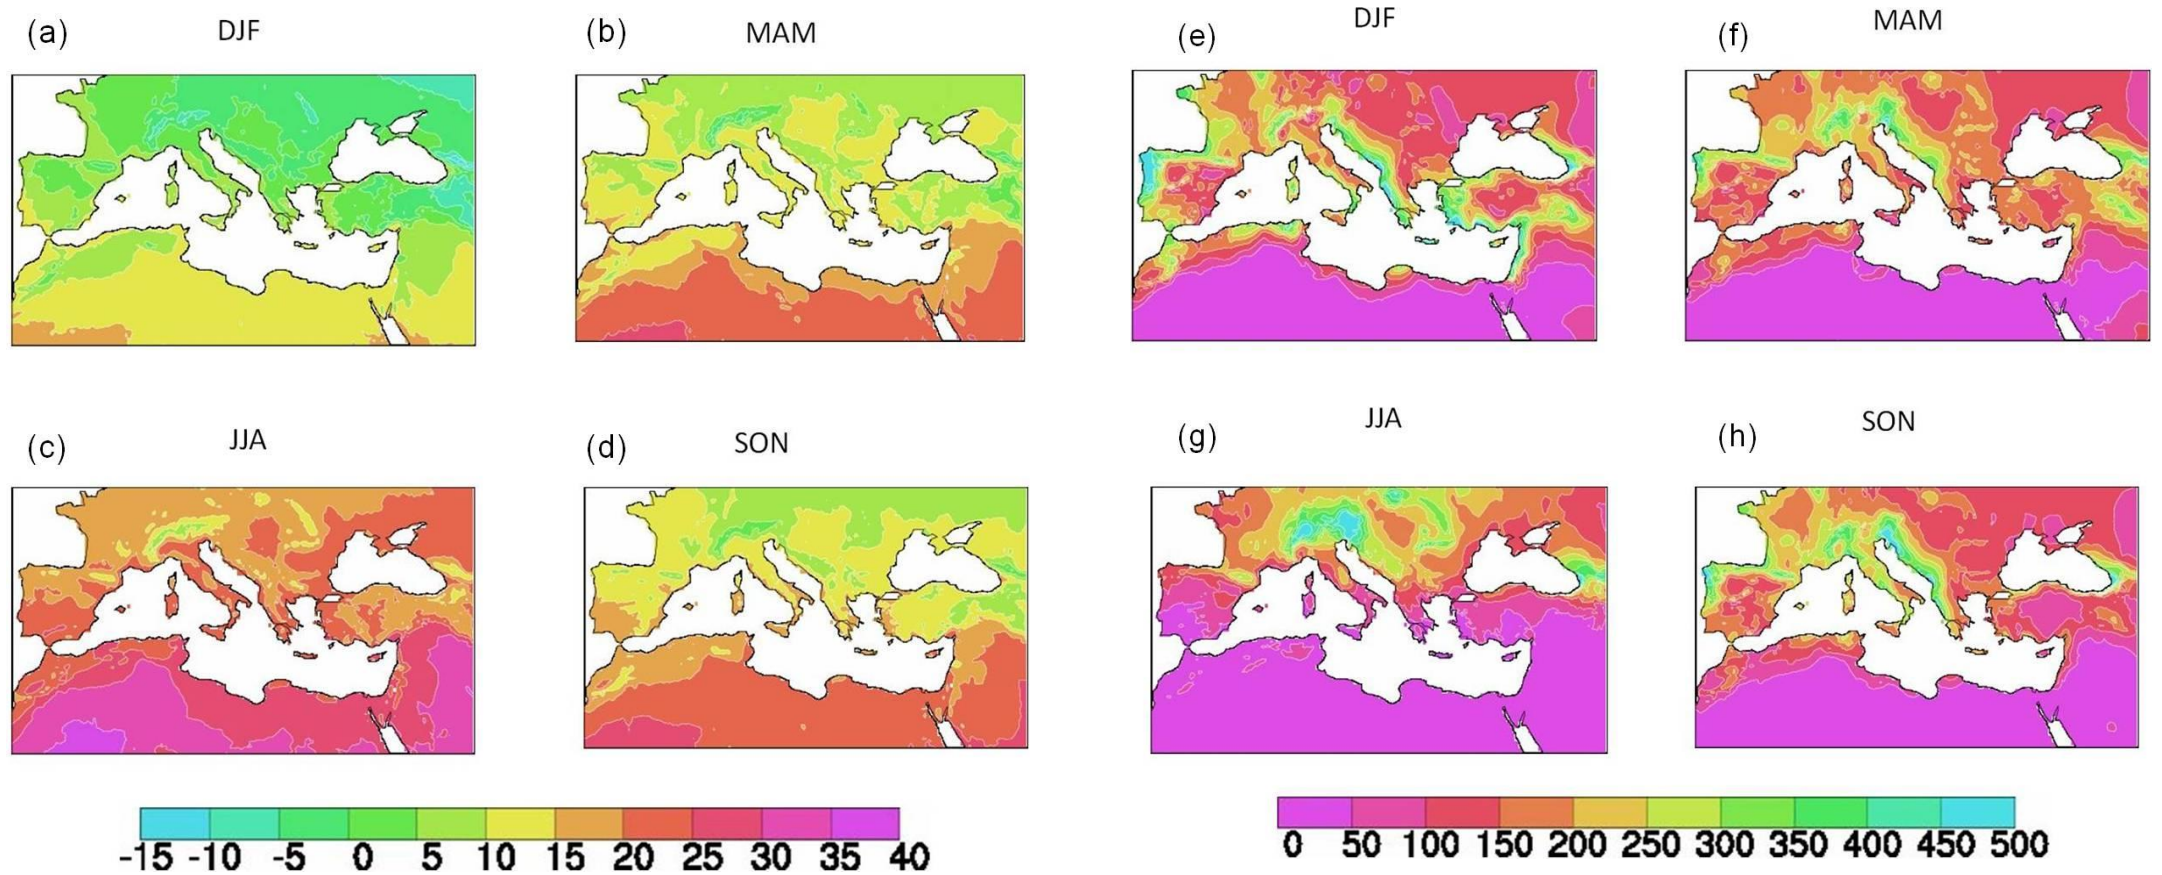 (a) DJF
(b) MAM
(e) DJF
(f) MAM
(c) JJA
(d) SON
(g) JJA
(h) SON
-15 -10 -5 0 5 10 15 20 25 30 35 40
0 50 100 150 200 250 300 350 400 450 500